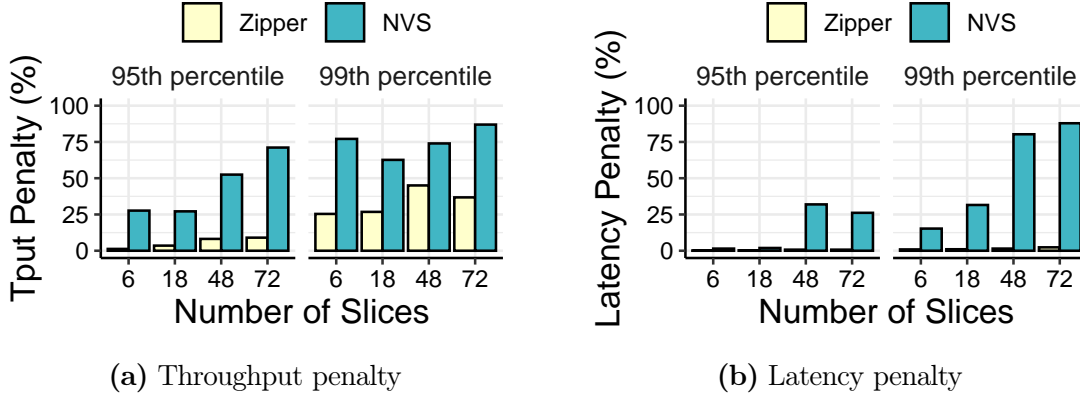 Zipper NVS
95th percentile 99th percentile
Tput Penalty (%)
100
75
50
25
0
6 18 48 72 6 18 48 72
Number of Slices
(a) Throughput penalty
Zipper NVS
95th percentile 99th percentile
Latency Penalty (%)
100
75
50
25
0
6 18 48 72 6 18 48 72
Number of Slices
(b) Latency penalty